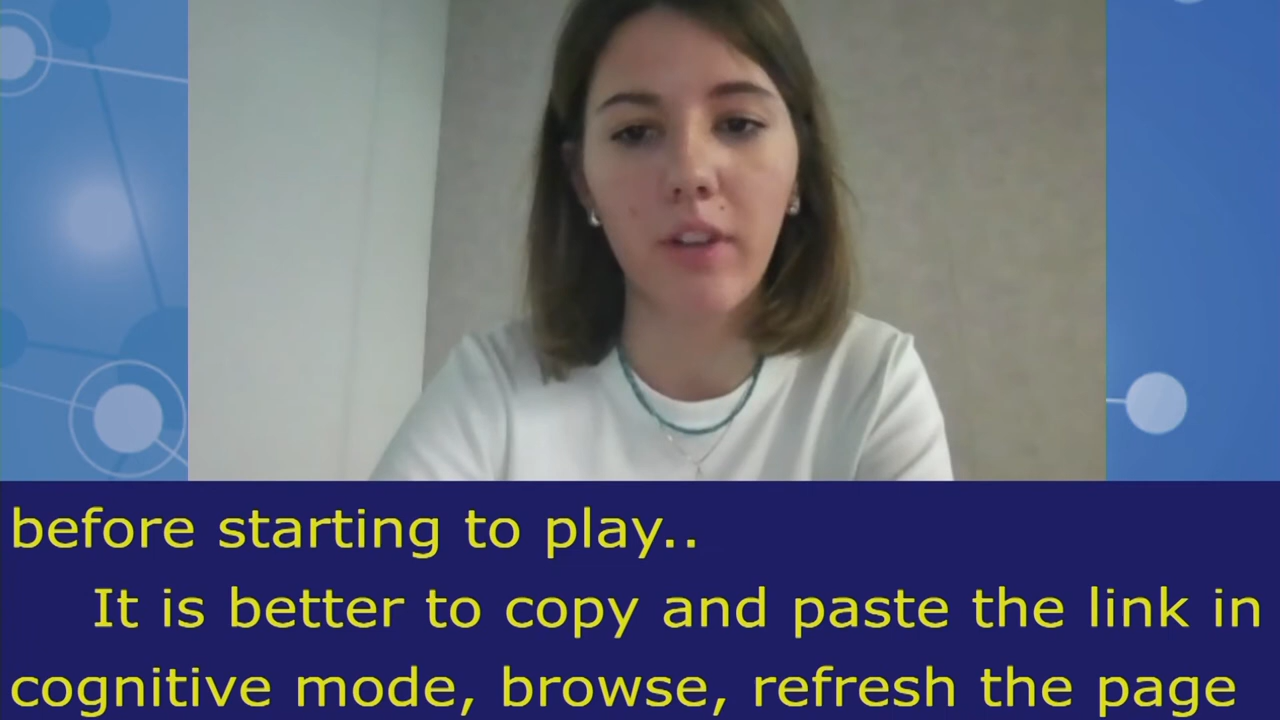 before starting to play..
It is better to copy and paste the link in
cognitive mode, browse, refresh the page